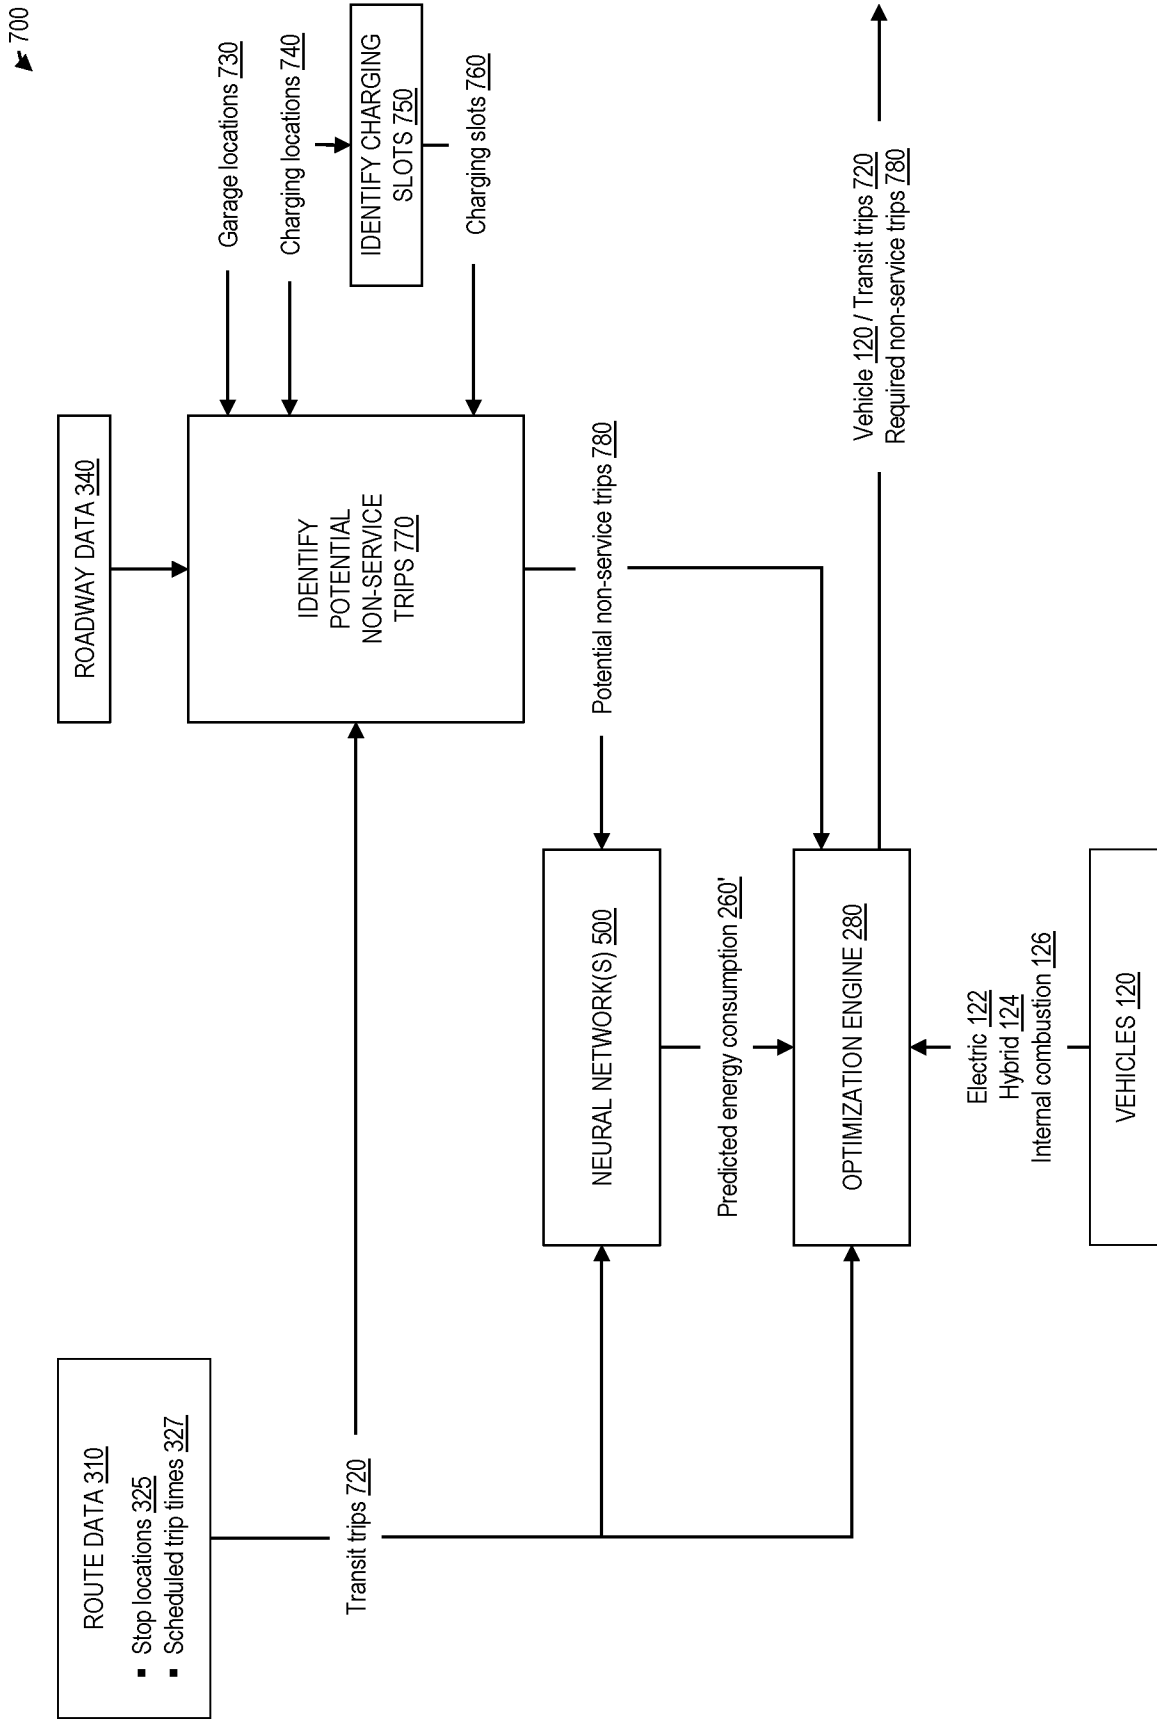 700
ROUTE DATA 310
▪ Stop locations 325
▪ Scheduled trip times 327
Transit trips 720
ROADWAY DATA 340
IDENTIFY
POTENTIAL
NON-SERVICE
TRIPS 770
Garage locations 730
Charging locations 740
IDENTIFY CHARGING
SLOTS 750
Charging slots 760
Potential non-service trips 780
NEURAL NETWORK(S) 500
Predicted energy consumption 260'
OPTIMIZATION ENGINE 280
Electric 122
Hybrid 124
Internal combustion 126
VEHICLES 120
Vehicle 120 / Transit trips 720
Required non-service trips 780